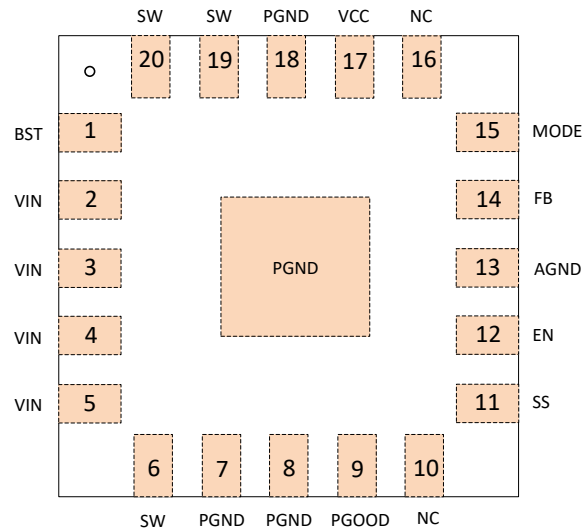 SW SW PGND VCC NC
20 19 18 17 16
BST 1 15 MODE
VIN 2 14 FB
VIN 3 PGND 13 AGND
VIN 4 12 EN
VIN 5 11 SS
6 7 8 9 10
SW PGND PGND PGOOD NC